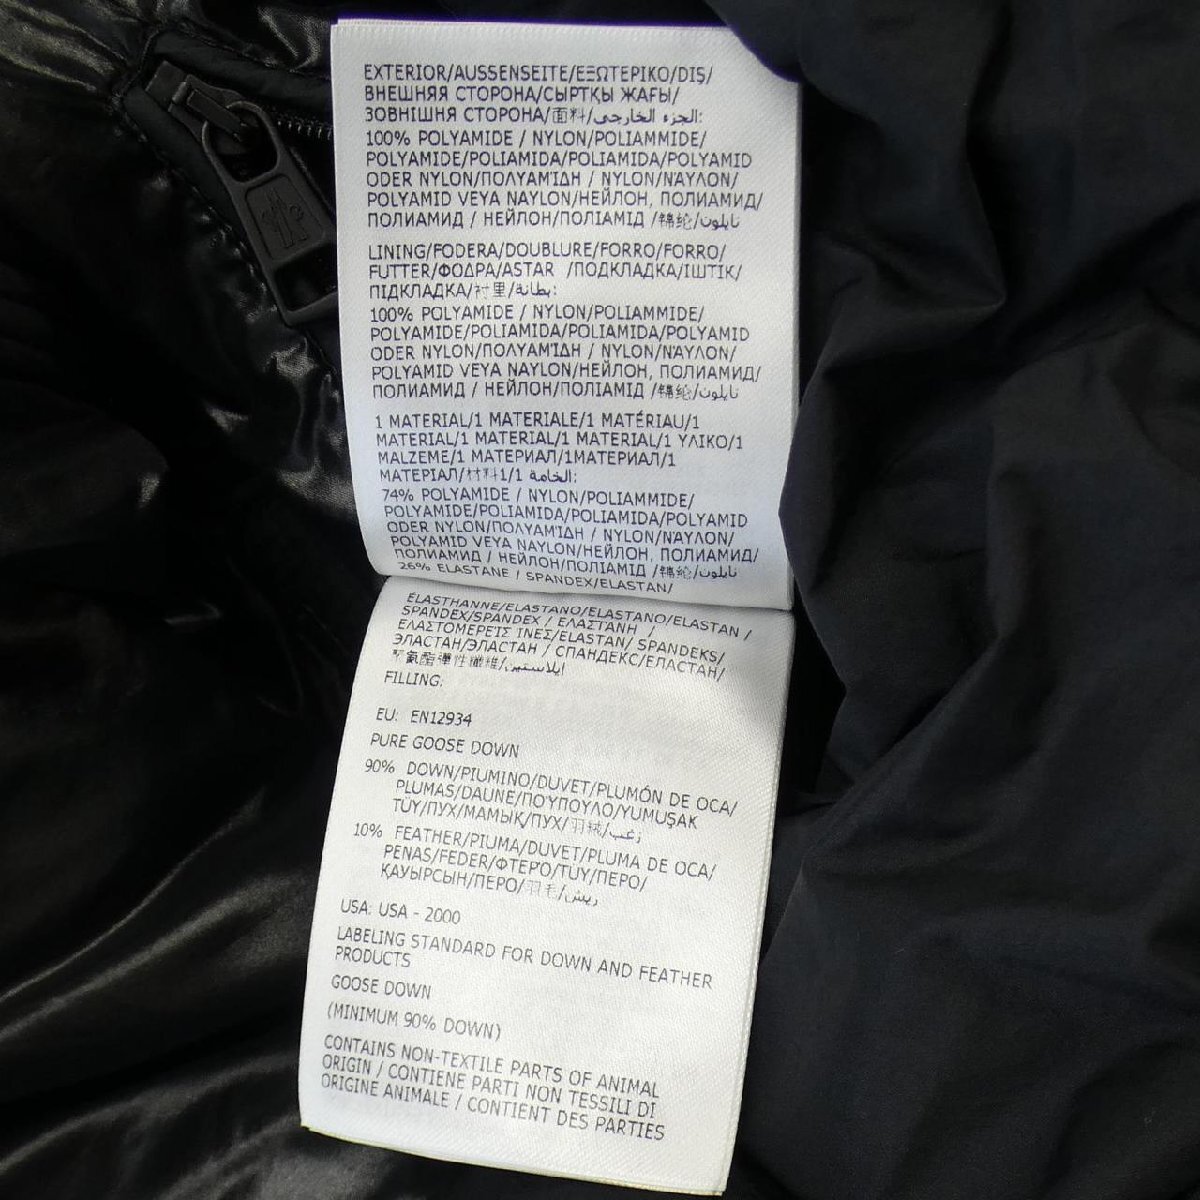 EXTERIOR/AUSSENSEITE/ΕΞΩΤΕΡΙΚΟ/DIŞ/
ВНЕШНЯЯ СТОРОНА/СЫРТҚЫ ЖАҒЫ/
ЗОВНІШНЯ СТОРОНА/面料/الجزء الخارجي:
100% POLYAMIDE / NYLON/POLIAMMIDE/
POLYAMIDE/POLIAMIDA/POLIAMIDA/POLYAMID
ODER NYLON/ΠΟΛΥΑΜΊΔΗ / NYLON/ΝΆΥΛΟΝ/
POLYAMID VEYA NAYLON/НЕЙЛОН, ПОЛИАМИД/
ПОЛИАМИД / НЕЙЛОН/ПОЛІАМІД /锦纶/نايلون
LINING/FODERA/DOUBLURE/FORRO/FORRO/
FUTTER/ΦΟΔΡΑ/ASTAR /ПОДКЛАДКА/ІШТІК/
ПІДКЛАДКА/衬里/بطانة:
100% POLYAMIDE / NYLON/POLIAMMIDE/
POLYAMIDE/POLIAMIDA/POLIAMIDA/POLYAMID
ODER NYLON/ΠΟΛΥΑΜΊΔΗ / NYLON/ΝΆΥΛΟΝ/
POLYAMID VEYA NAYLON/НЕЙЛОН, ПОЛИАМИД/
ПОЛИАМИД / НЕЙЛОН/ПОЛІАМІД /锦纶/نايلون
1 MATERIAL/1 MATERIALE/1 MATÉRIAU/1
MATERIAL/1 MATERIAL/1 MATERIAL/1 ΥΛΙΚΟ/1
MALZEME/1 МАТЕРИАЛ/1МАТЕРИАЛ/1
МАТЕРІАЛ/材料1/1 الخامة:
74% POLYAMIDE / NYLON/POLIAMMIDE/
POLYAMIDE/POLIAMIDA/POLIAMIDA/POLYAMID
ODER NYLON/ΠΟΛΥΑΜΊΔΗ / NYLON/ΝΆΥΛΟΝ/
POLYAMID VEYA NAYLON/НЕЙЛОН, ПОЛИАМИД/
ПОЛИАМИД / НЕЙЛОН/ПОЛІАМІД /锦纶/نايلون
26% ELASTANE / SPANDEX/ELASTAN/
ÉLASTHANNE/ELASTANO/ELASTANO/ELASTAN /
SPANDEX/SPANDEX / ΕΛΑΣΤΑΝΗ /
ΕΛΑΣΤΟΜΕΡΕΊΣ ΊΝΕΣ/ELASTAN/ SPANDEKS/
ЭЛАСТАН/ЭЛАСТАН / СПАНДЕКС/ЕЛАСТАН/
聚氨酯弹性纤维/ايلاستين
FILLING:
EU: EN12934
PURE GOOSE DOWN
90% DOWN/PIUMINO/DUVET/PLUMÓN DE OCA/
PLUMAS/DAUNE/ΠΟΎΠΟΥΛΟ/YUMUŞAK
TÜY/ПУХ/МАМЫҚ/ПУХ/羽绒/زغب
10% FEATHER/PIUMA/DUVET/PLUMA DE OCA/
PENAS/FEDER/ΦΤΕΡΌ/TÜY/ПЕРО/
ҚАУЫРСЫН/ПЕРО/羽毛/ريش
USA: USA - 2000
LABELING STANDARD FOR DOWN AND FEATHER
PRODUCTS
GOOSE DOWN
(MINIMUM 90% DOWN)
CONTAINS NON-TEXTILE PARTS OF ANIMAL
ORIGIN / CONTIENE PARTI NON TESSILI DI
ORIGINE ANIMALE / CONTIENT DES PARTIES